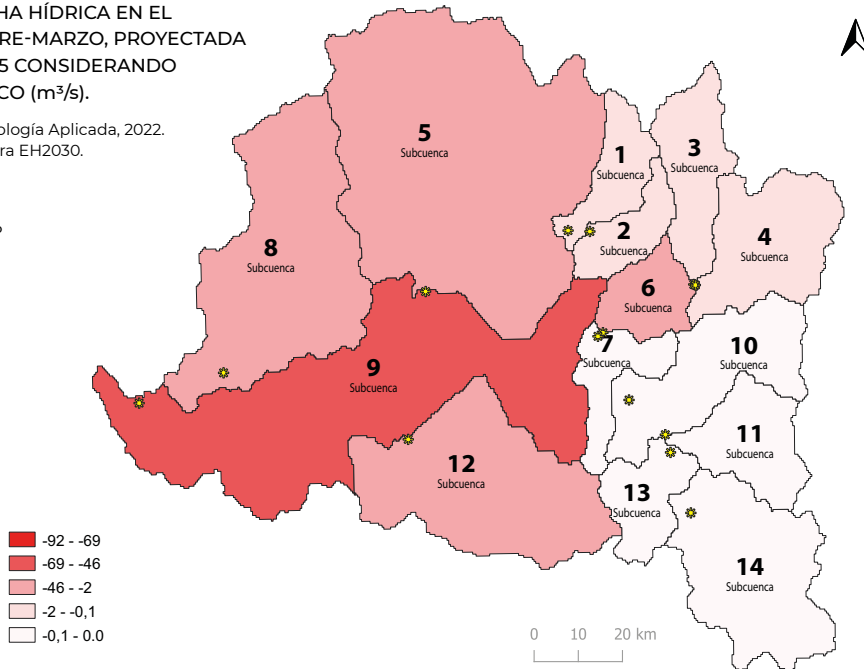 HA HÍDRICA EN EL
RE-MARZO, PROYECTADA
5 CONSIDERANDO
CO (m³/s).
ología Aplicada, 2022.
ra EH2030.
5
Subcuenca
1
Subcuenca
3
Subcuenca
2
Subcuenca
4
Subcuenca
8
Subcuenca
6
Subcuenca
7
Subcuenca
10
Subcuenca
9
Subcuenca
11
Subcuenca
12
Subcuenca
13
Subcuenca
14
Subcuenca
-92 - -69
-69 - -46
-46 - -2
-2 - -0,1
-0,1 - 0.0
0 10 20 km